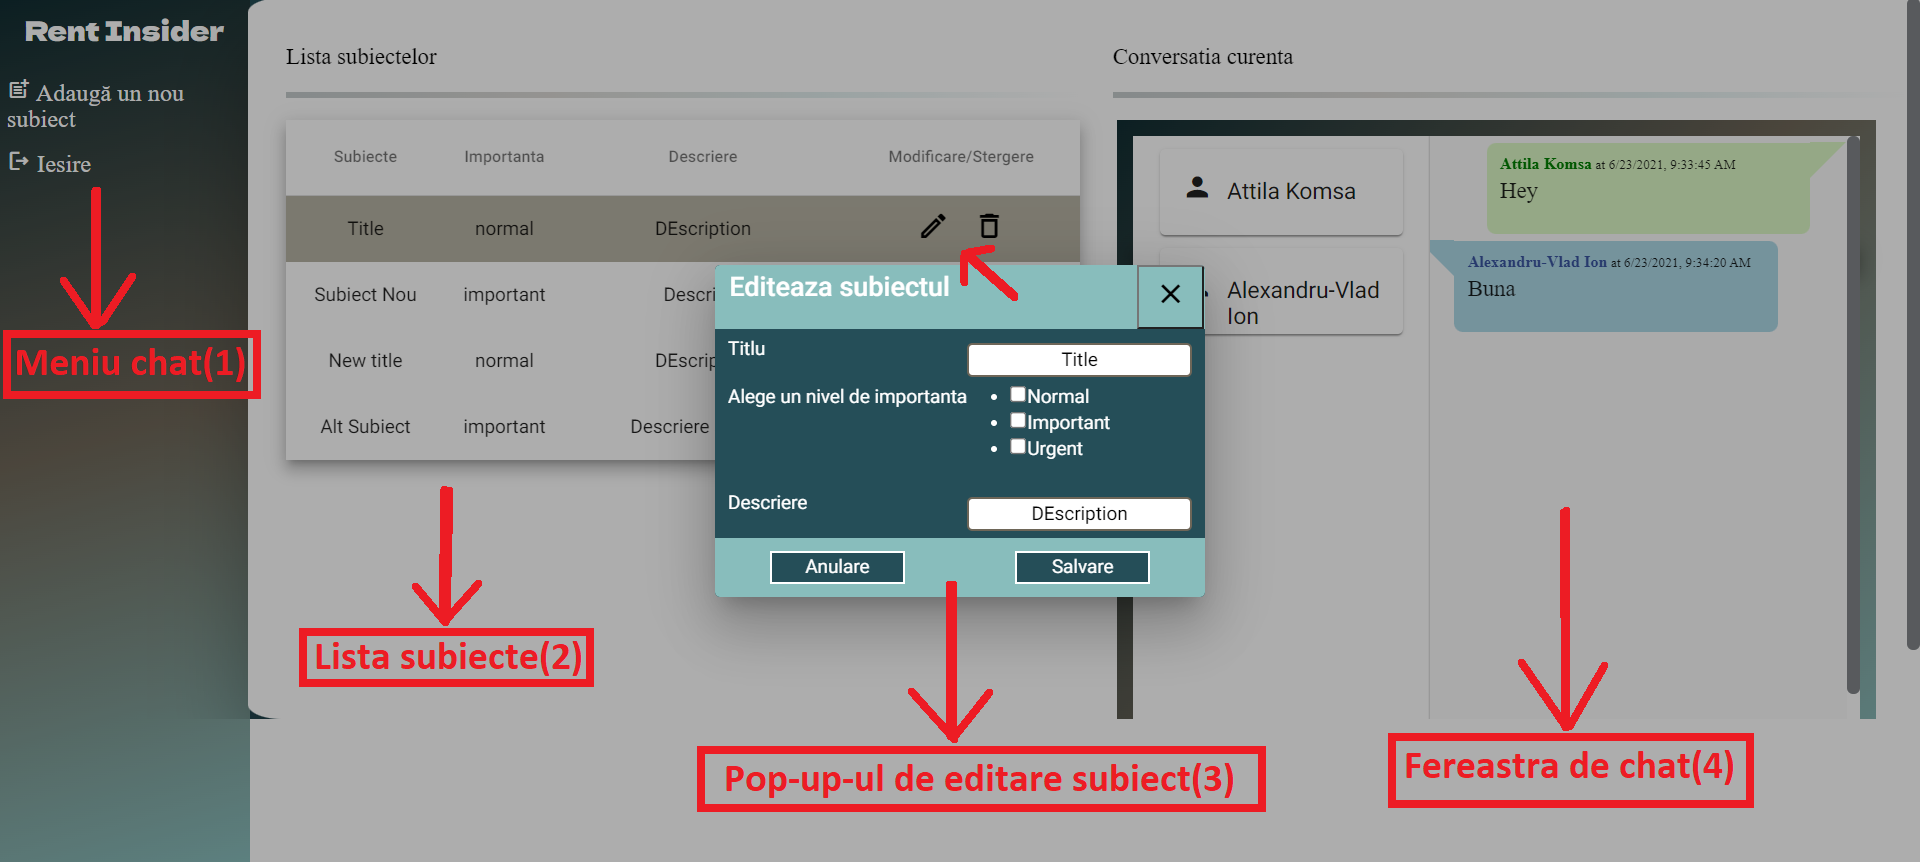 Rent Insider
Adaugă un nou
subiect
Iesire
Meniu chat(1)
Lista subiectelor
Subiecte Importanta Descriere Modificare/Stergere
Title normal DEscription
Subiect Nou important Descri
New title normal DEscrip
Alt Subiect important Descriere
Lista subiecte(2)
Editeaza subiectul
Titlu Title
Alege un nivel de importanta
Normal
Important
Urgent
Descriere DEscription
Anulare Salvare
Pop-up-ul de editare subiect(3)
Conversatia curenta
Attila Komsa
Alexandru-Vlad
Ion
Attila Komsa at 6/23/2021, 9:33:45 AM
Hey
Alexandru-Vlad Ion at 6/23/2021, 9:34:20 AM
Buna
Fereastra de chat(4)